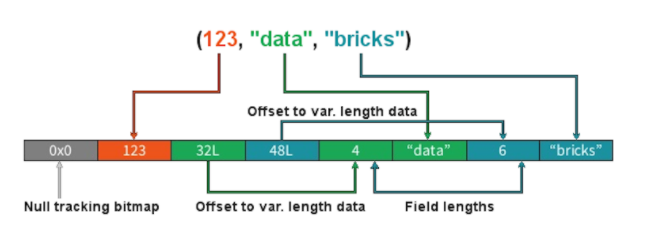 (123, "data", "bricks")
Offset to var. length data
0x0 123 32L 48L 4 “data” 6 “bricks”
Null tracking bitmap Offset to var. length data Field lengths